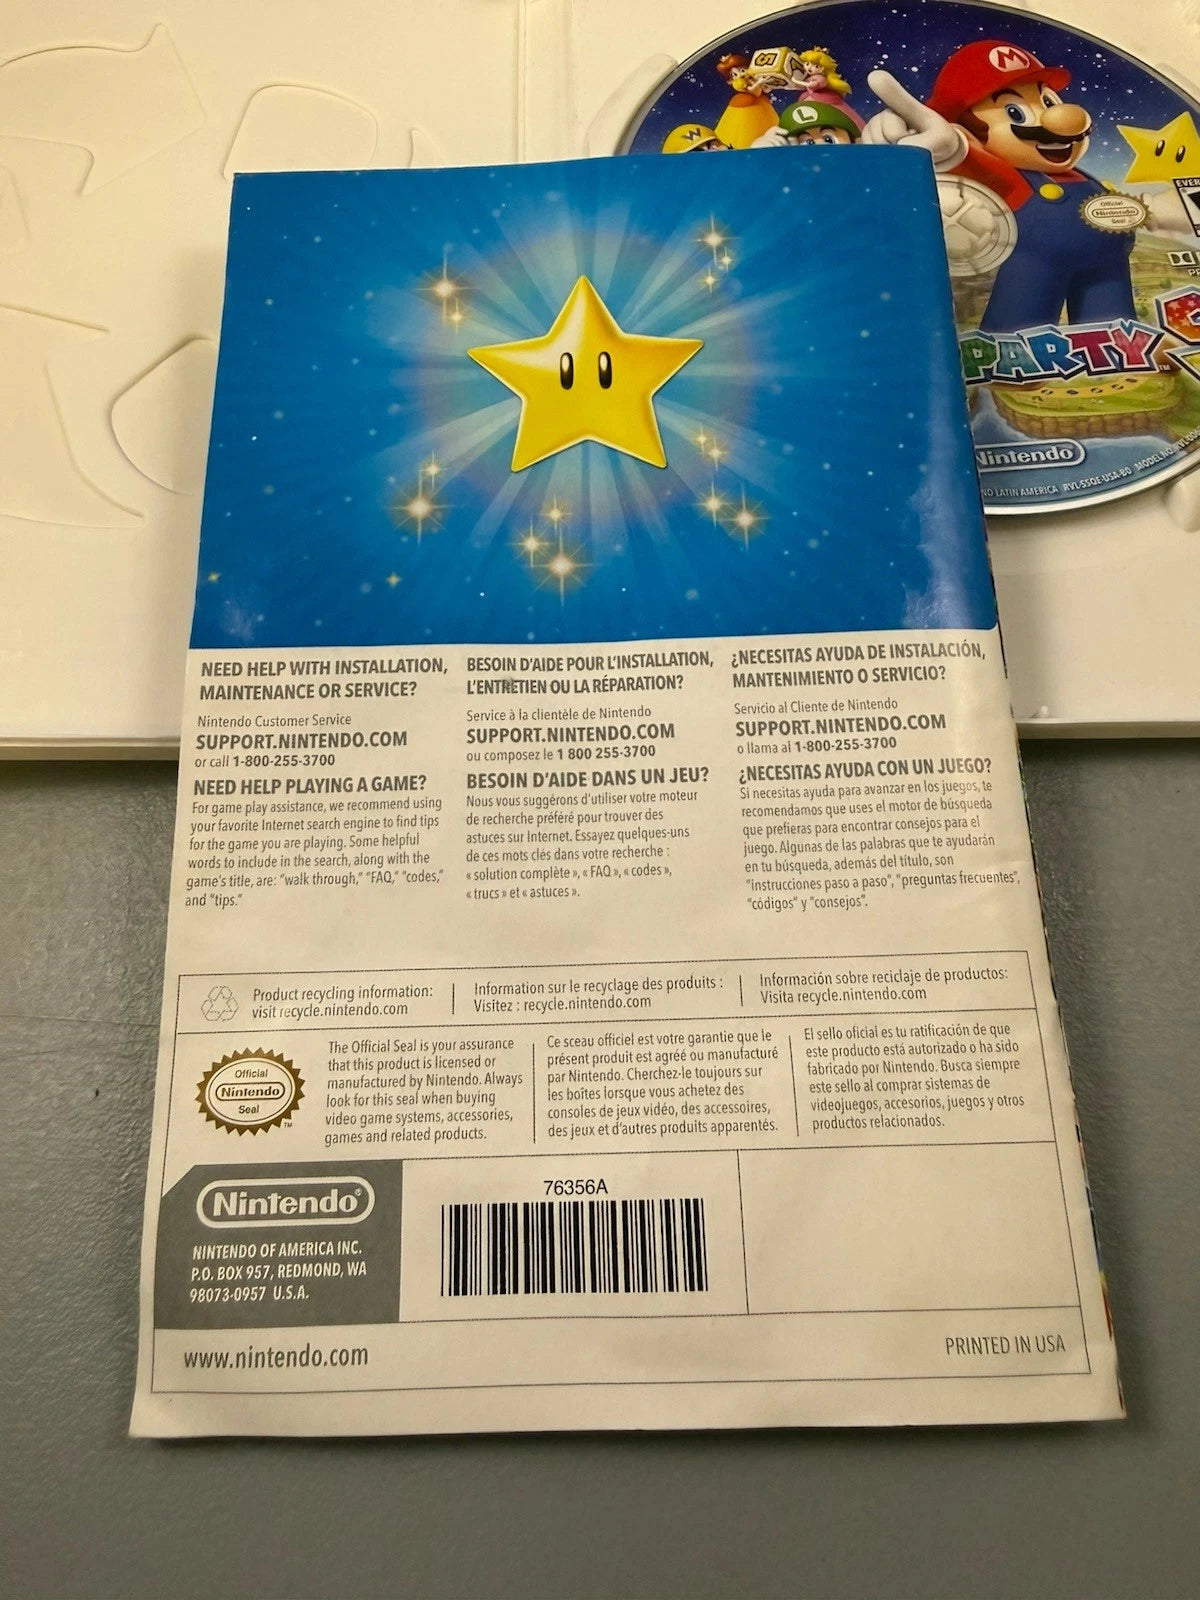 M
L
W
S
Official
Nintendo
Seal
EVER
PARTY™
Nintendo
ND LATIN AMERICA RVL-SSQE-USA-B0 MODEL NO.
NEED HELP WITH INSTALLATION,
MAINTENANCE OR SERVICE?
Nintendo Customer Service
SUPPORT.NINTENDO.COM
or call 1-800-255-3700
NEED HELP PLAYING A GAME?
For game play assistance, we recommend using
your favorite Internet search engine to find tips
for the game you are playing. Some helpful
words to include in the search, along with the
game's title, are: "walk through," "FAQ," "codes,"
and "tips."
BESOIN D'AIDE POUR L'INSTALLATION,
L'ENTRETIEN OU LA RÉPARATION?
Service à la clientèle de Nintendo
SUPPORT.NINTENDO.COM
ou composez le 1 800 255-3700
BESOIN D'AIDE DANS UN JEU?
Nous vous suggérons d'utiliser votre moteur
de recherche préféré pour trouver des
astuces sur Internet. Essayez quelques-uns
de ces mots clés dans votre recherche :
« solution complète », « FAQ », « codes »,
« trucs » et « astuces ».
¿NECESITAS AYUDA DE INSTALACIÓN,
MANTENIMIENTO O SERVICIO?
Servicio al Cliente de Nintendo
SUPPORT.NINTENDO.COM
o llama al 1-800-255-3700
¿NECESITAS AYUDA CON UN JUEGO?
Si necesitas ayuda para avanzar en los juegos, te
recomendamos que uses el motor de búsqueda
que prefieras para encontrar consejos para el
juego. Algunas de las palabras que te ayudarán
en tu búsqueda, además del título, son
"instrucciones paso a paso", "preguntas frecuentes",
"códigos" y "consejos".
Product recycling information:
visit recycle.nintendo.com
Information sur le recyclage des produits :
Visitez : recycle.nintendo.com
Información sobre reciclaje de productos:
Visita recycle.nintendo.com
Official
Nintendo
Seal
TM
The Official Seal is your assurance
that this product is licensed or
manufactured by Nintendo. Always
look for this seal when buying
video game systems, accessories,
games and related products.
Ce sceau officiel est votre garantie que le
présent produit est agréé ou manufacturé
par Nintendo. Cherchez-le toujours sur
les boîtes lorsque vous achetez des
consoles de jeux vidéo, des accessoires,
des jeux et d'autres produits apparentés.
El sello oficial es tu ratificación de que
este producto está autorizado o ha sido
fabricado por Nintendo. Busca siempre
este sello al comprar sistemas de
videojuegos, accesorios, juegos y otros
productos relacionados.
Nintendo®
NINTENDO OF AMERICA INC.
P.O. BOX 957, REDMOND, WA
98073-0957 U.S.A.
76356A
www.nintendo.com
PRINTED IN USA